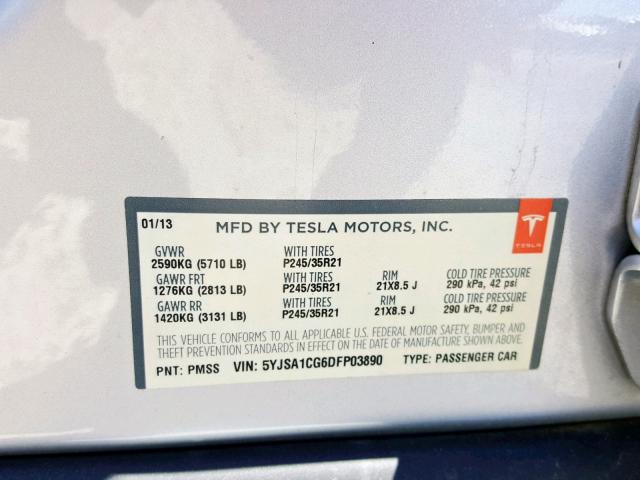 01/13 MFD BY TESLA MOTORS, INC.
TESLA
GVWR WITH TIRES
2590KG (5710 LB) P245/35R21
GAWR FRT WITH TIRES RIM COLD TIRE PRESSURE
1276KG (2813 LB) P245/35R21 21X8.5 J 290 kPa, 42 psi
GAWR RR WITH TIRES RIM COLD TIRE PRESSURE
1420KG (3131 LB) P245/35R21 21X8.5 J 290 kPa, 42 psi
THIS VEHICLE CONFORMS TO ALL APPLICABLE U.S. FEDERAL MOTOR SAFETY, BUMPER AND
THEFT PREVENTION STANDARDS IN EFFECT ON THE DATE OF MANUFACTURE SHOWN ABOVE.
PNT: PMSS VIN: 5YJSA1CG6DFP03890 TYPE: PASSENGER CAR